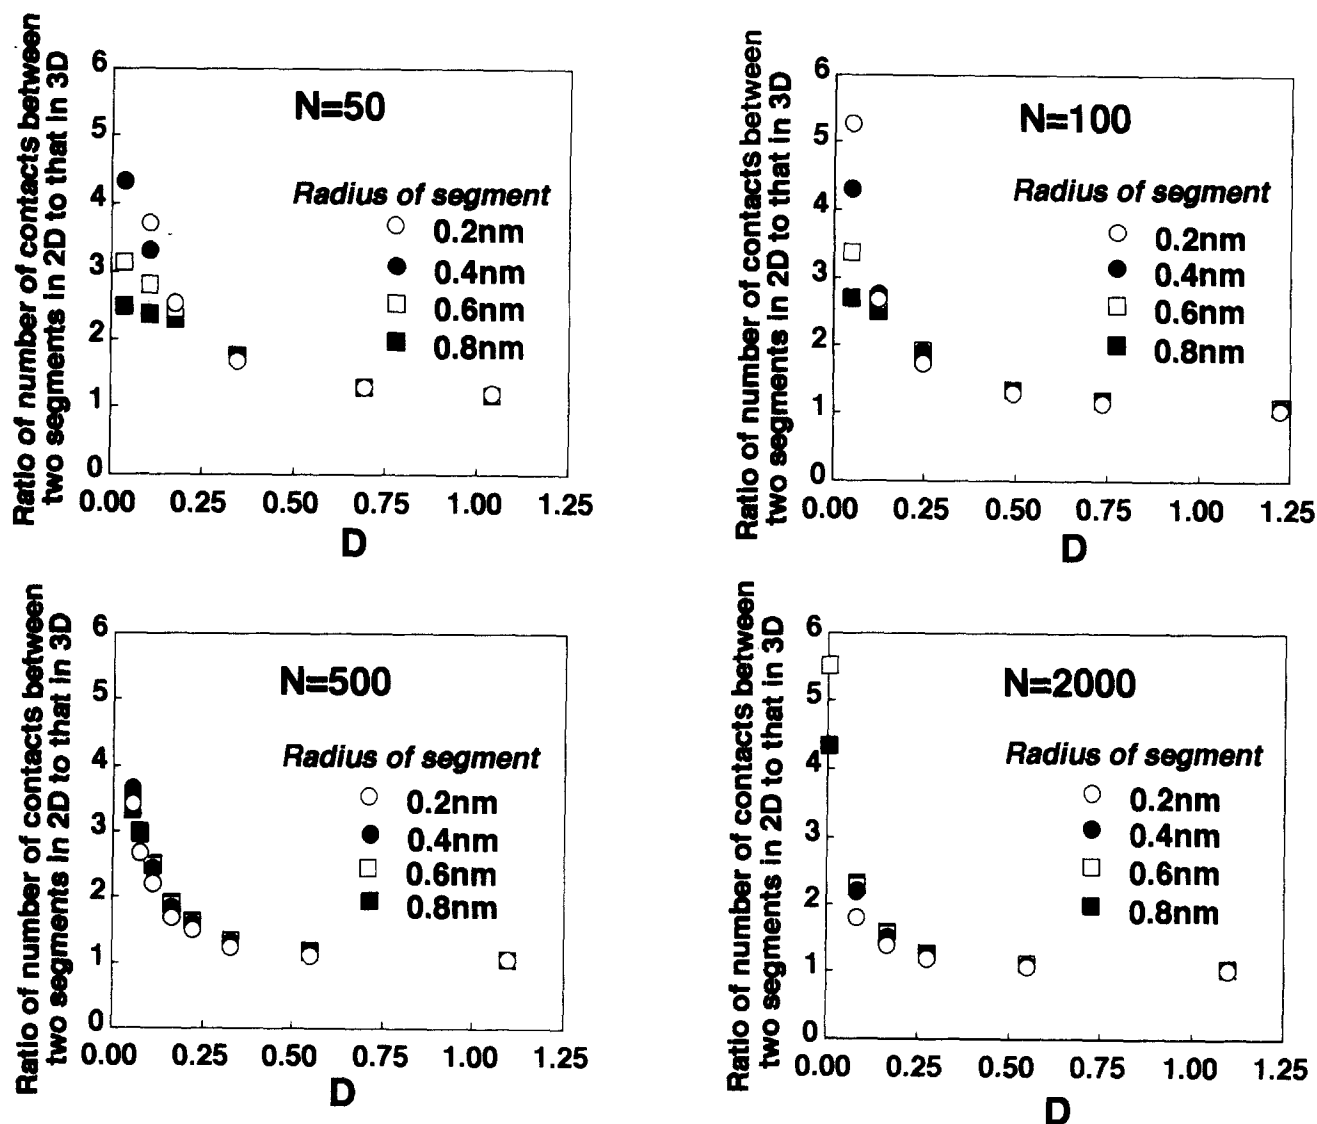 Ratio of number of contacts between
two segments in 2D to that in 3D
6
5
4
3
2
1
0
N=50
Radius of segment
0.2nm
0.4nm
0.6nm
0.8nm
0.00 0.25 0.50 0.75 1.00 1.25
D
Ratio of number of contacts between
two segments in 2D to that in 3D
6
5
4
3
2
1
0
N=100
Radius of segment
0.2nm
0.4nm
0.6nm
0.8nm
0.00 0.25 0.50 0.75 1.00 1.25
D
Ratio of number of contacts between
two segments in 2D to that in 3D
6
5
4
3
2
1
0
N=500
Radius of segment
0.2nm
0.4nm
0.6nm
0.8nm
0.00 0.25 0.50 0.75 1.00 1.25
D
Ratio of number of contacts between
two segments in 2D to that in 3D
6
5
4
3
2
1
0
N=2000
Radius of segment
0.2nm
0.4nm
0.6nm
0.8nm
0.00 0.25 0.50 0.75 1.00 1.25
D